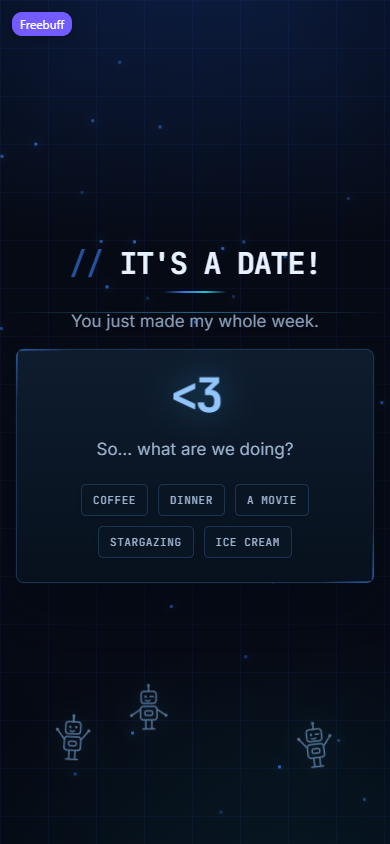 Freebuff
// IT'S A DATE!
You just made my whole week.
<3
So... what are we doing?
COFFEE DINNER A MOVIE
STARGAZING ICE CREAM